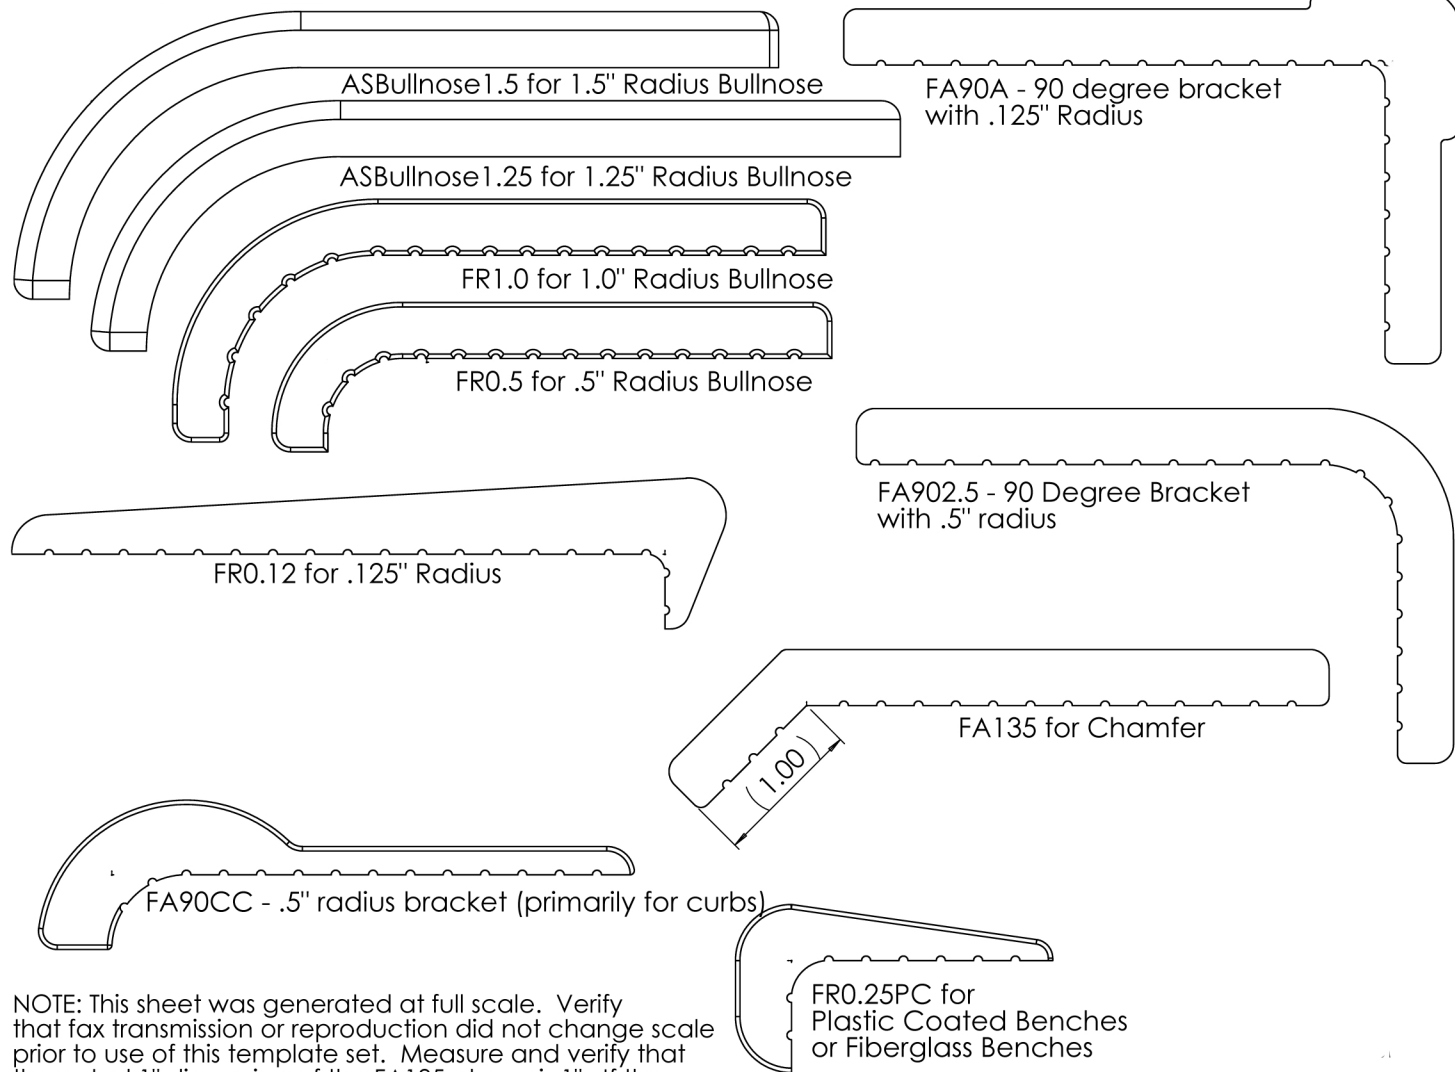 ASBullnose1.5 for 1.5" Radius Bullnose
FA90A - 90 degree bracket
with .125" Radius
ASBullnose1.25 for 1.25" Radius Bullnose
FR1.0 for 1.0" Radius Bullnose
FR0.5 for .5" Radius Bullnose
FA902.5 - 90 Degree Bracket
with .5" radius
FR0.12 for .125" Radius
FA135 for Chamfer
(1.00)
FA90CC - .5" radius bracket (primarily for curbs)
FR0.25PC for
Plastic Coated Benches
or Fiberglass Benches
NOTE: This sheet was generated at full scale. Verify
that fax transmission or reproduction did not change scale
prior to use of this template set. Measure and verify that